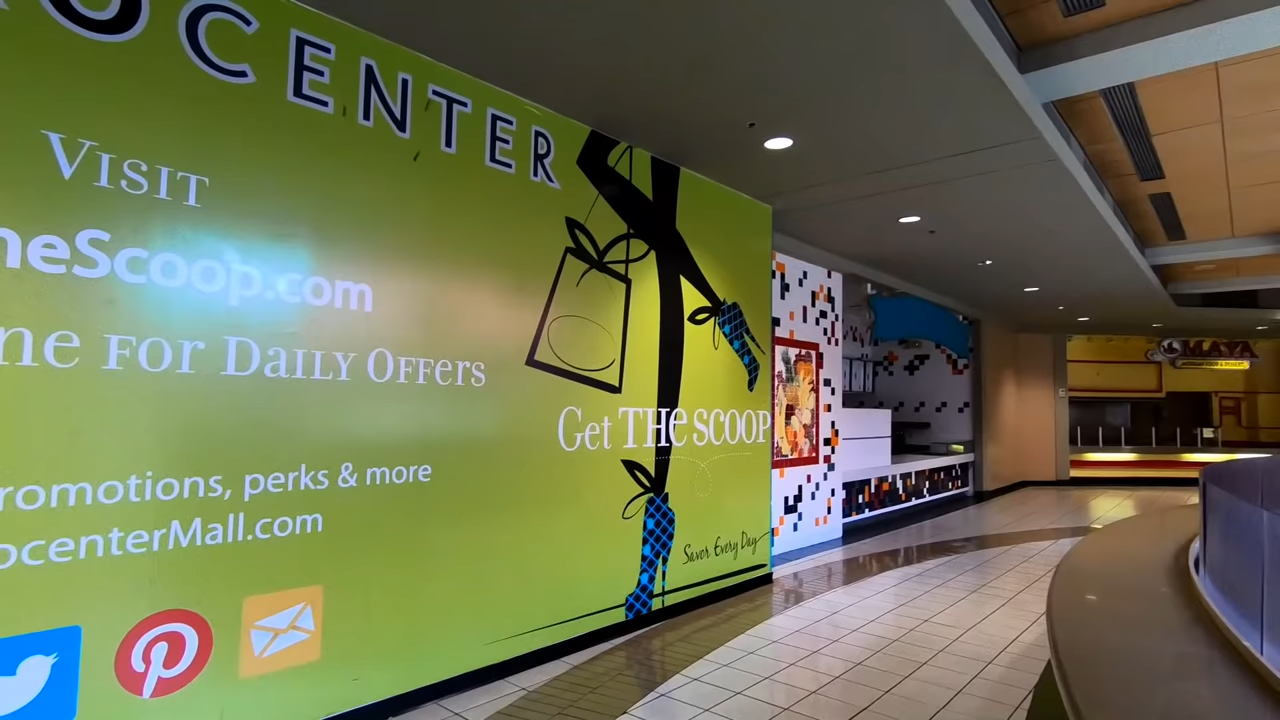 OCENTER
VISIT
heScoop.com
ne FOR DAILY OFFERS
romotions, perks & more
ocenterMall.com
Get THE SCOOP
Savor Every Day
MAYA